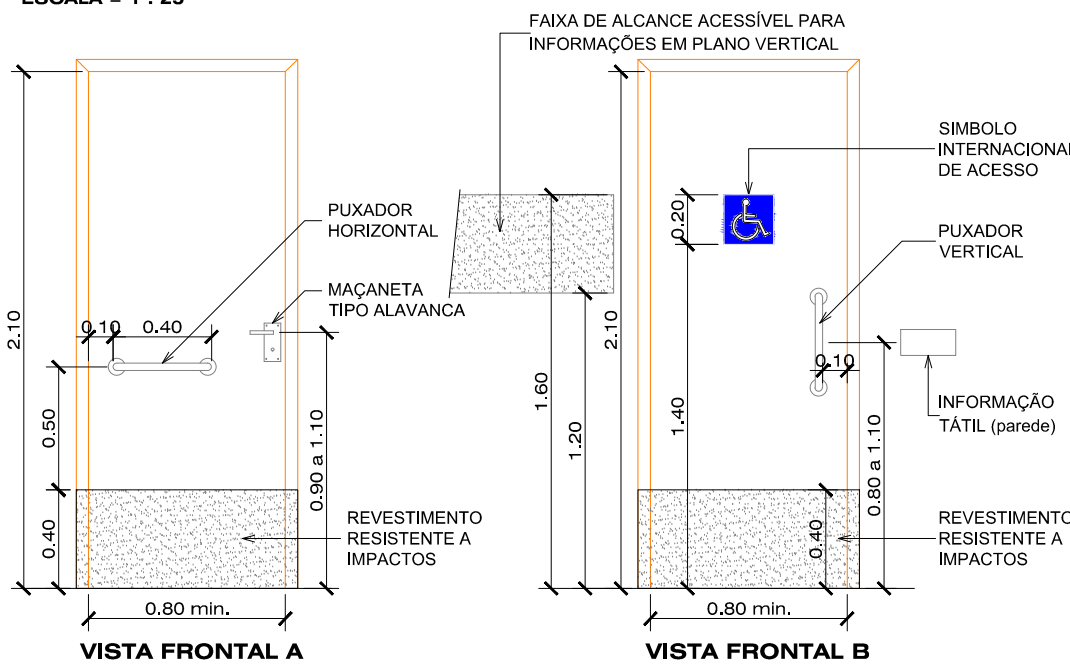 ESCALA = 1 : 25
FAIXA DE ALCANCE ACESSÍVEL PARA
INFORMAÇÕES EM PLANO VERTICAL
SIMBOLO
INTERNACIONAL
DE ACESSO
PUXADOR
HORIZONTAL
MAÇANETA
TIPO ALAVANCA
PUXADOR
VERTICAL
INFORMAÇÃO
TÁTIL (parede)
REVESTIMENTO
RESISTENTE A
IMPACTOS
REVESTIMENTO
RESISTENTE A
IMPACTOS
2.10
0.10
0.40
0.50
0.40
0.90 a 1.10
0.80 min.
1.60
1.20
2.10
0.20
1.40
0.10
0.80 a 1.10
0.40
0.80 min.
VISTA FRONTAL A
VISTA FRONTAL B